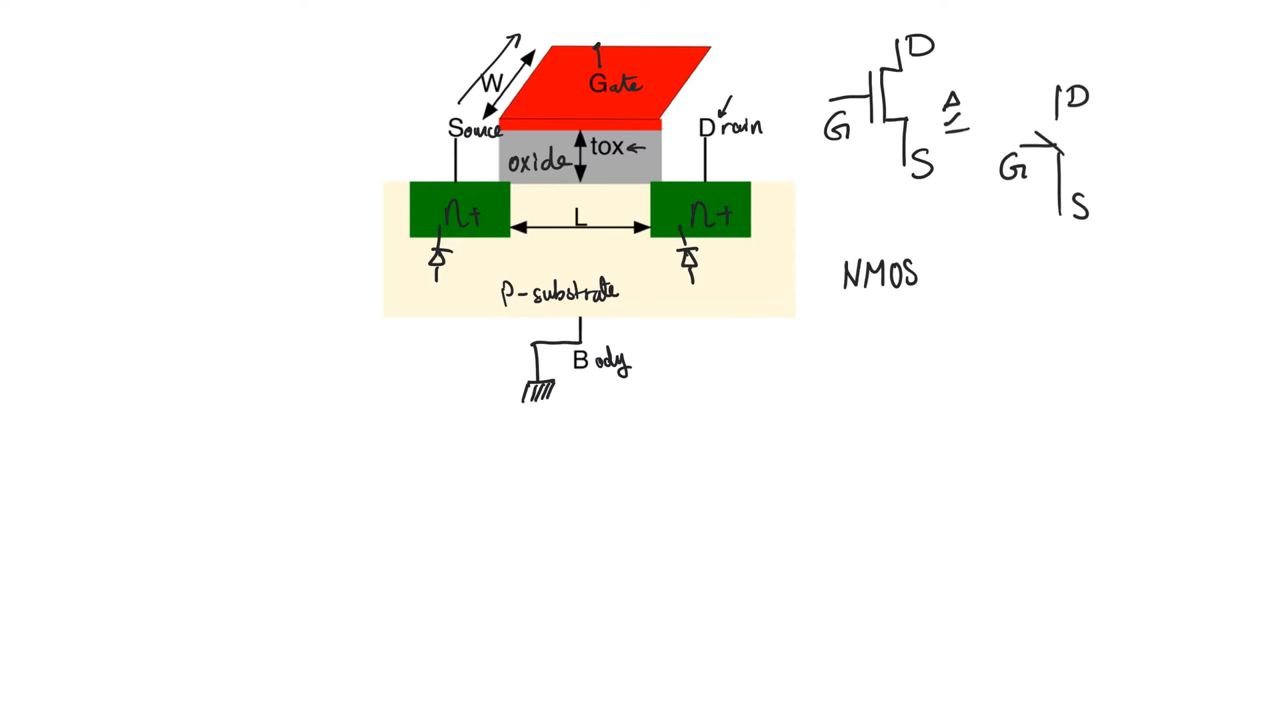 W
Gate
Source
Drain
oxide
tox
n+
L
n+
p-substrate
Body
D
G
S
≜
D
G
S
NMOS